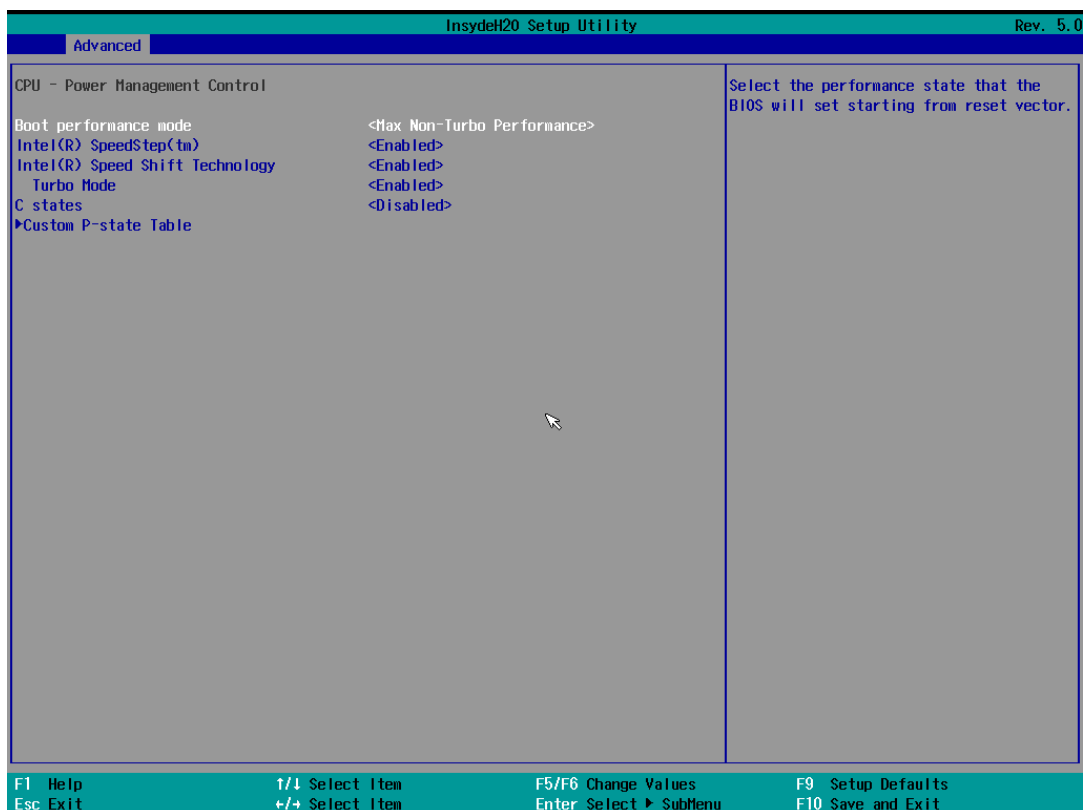 InsydeH20 Setup Utility Rev. 5.0
Advanced
CPU - Power Management Control
Boot performance mode <Max Non-Turbo Performance>
Intel(R) SpeedStep(tm) <Enabled>
Intel(R) Speed Shift Technology <Enabled>
Turbo Mode <Enabled>
C states <Disabled>
▶Custom P-state Table
Select the performance state that the
BIOS will set starting from reset vector.
F1 Help ↑/↓ Select Item F5/F6 Change Values F9 Setup Defaults
Esc Exit ←/→ Select Item Enter Select ▶ SubMenu F10 Save and Exit